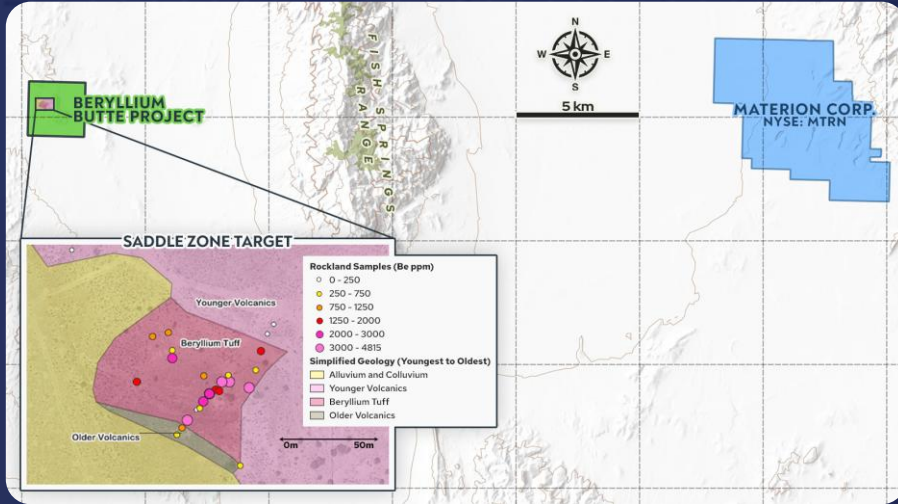 BERYLLIUM
BUTTE PROJECT
FISH SPRINGS
RANGE
N
W E
S
5 km
MATERION CORP.
NYSE: MTRN
SADDLE ZONE TARGET
Younger Volcanics
Beryllium Tuff
Older Volcanics
0m 50m
Rockland Samples (Be ppm)
0 - 250
250 - 750
750 - 1250
1250 - 2000
2000 - 3000
3000 - 4815
Simplified Geology (Youngest to Oldest)
Alluvium and Colluvium
Younger Volcanics
Beryllium Tuff
Older Volcanics